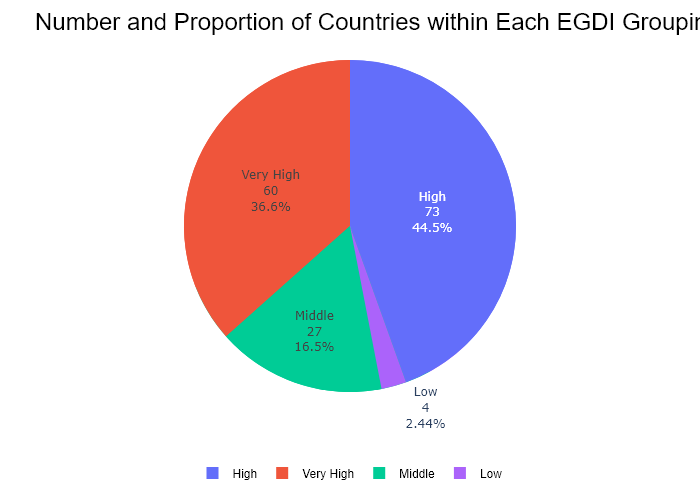 Number and Proportion of Countries within Each EGDI Groupin
Very High
60
36.6%
High
73
44.5%
Middle
27
16.5%
Low
4
2.44%
High Very High Middle Low